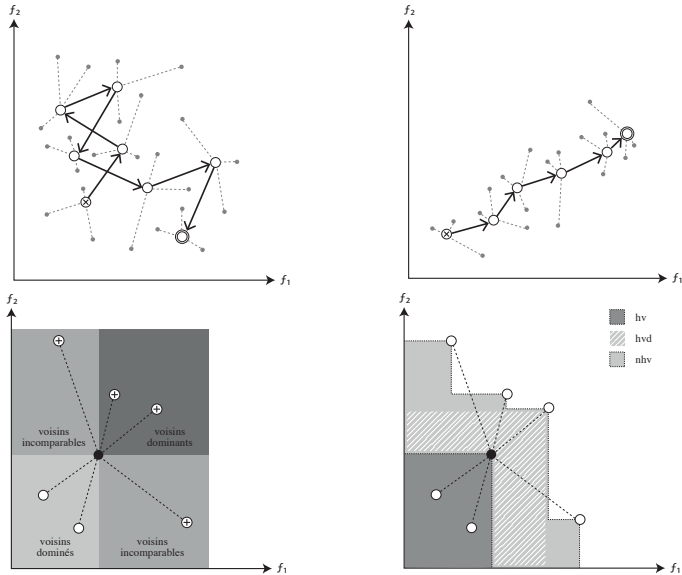 f₂
f₂
f₁
f₁
f₂
f₂
voisins
incomparables
voisins
dominants
voisins
dominés
voisins
incomparables
f₁
hv
hvd
nhv
f₁